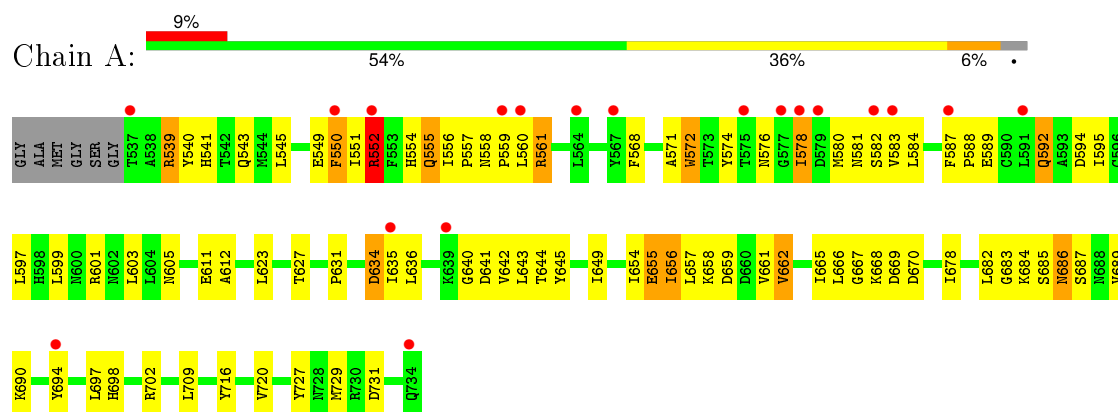 9%
Chain A:
54% 36% 6% •
GLY ALA MET GLY SER GLY T537 A538 R539 Y540 H541 T542 Q543 M544 L545 E549 F550 I551 R552 F553 H554 Q555 I556 P557 N558 P559 L560 R561 L564 Y567 F568 A571 W572 T573 Y574 T575 N576 G577 I578 D579 M580 N581 S582 V583 L584 F587 P588 E589 C590 L591 Q592 A593 D594 I595
L597 H598 L599 N600 R601 N602 L603 L604 N605 E611 A612 L623 T627 P631 D634 I635 L636 K639 G640 D641 V642 L643 T644 Y645 I649 I654 E655 I656 L657 K658 D659 D660 V661 V662 I665 L666 G667 K668 D669 D670 I678 L682 G683 K684 S685 N686 S687 N688
K690 Y694 L697 H698 R702 L709 Y716 V720 Y727 N728 M729 R730 D731 Q734